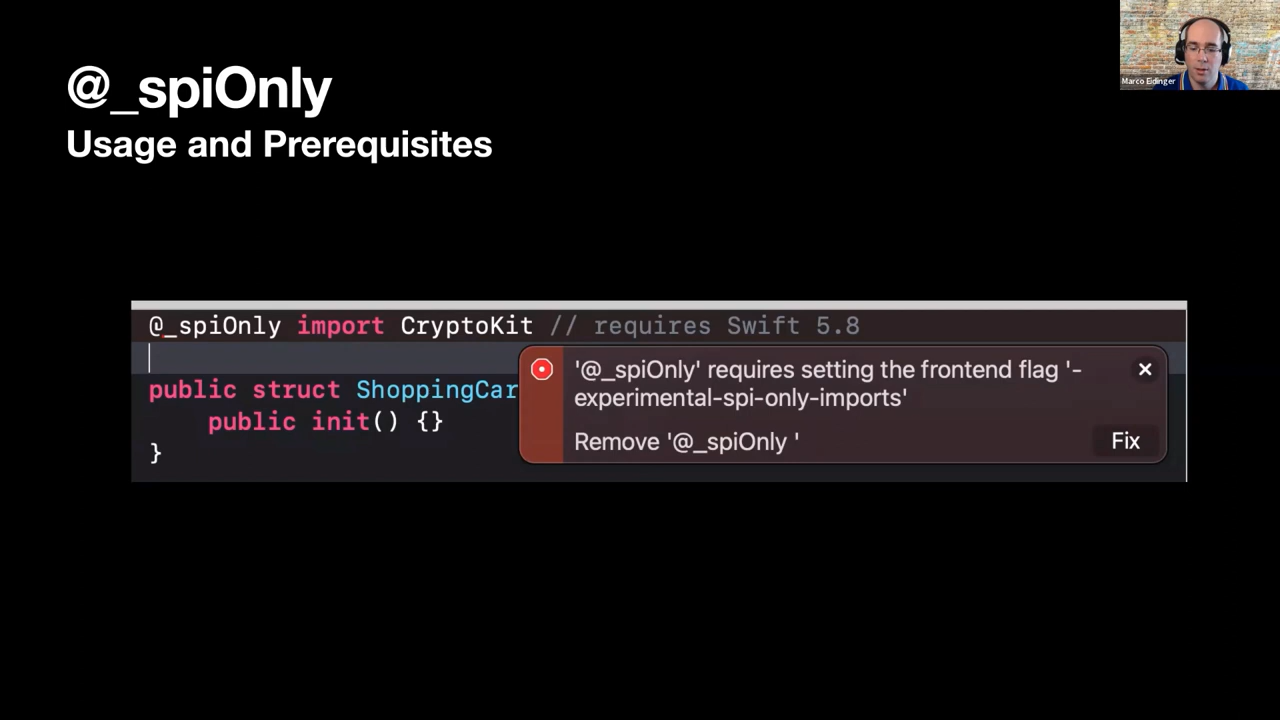 @_spiOnly
Usage and Prerequisites
Marco Eidinger
@_spiOnly import CryptoKit // requires Swift 5.8
'@_spiOnly' requires setting the frontend flag '-
experimental-spi-only-imports'
public struct ShoppingCar
public init() {}
Remove '@_spiOnly '
Fix
}